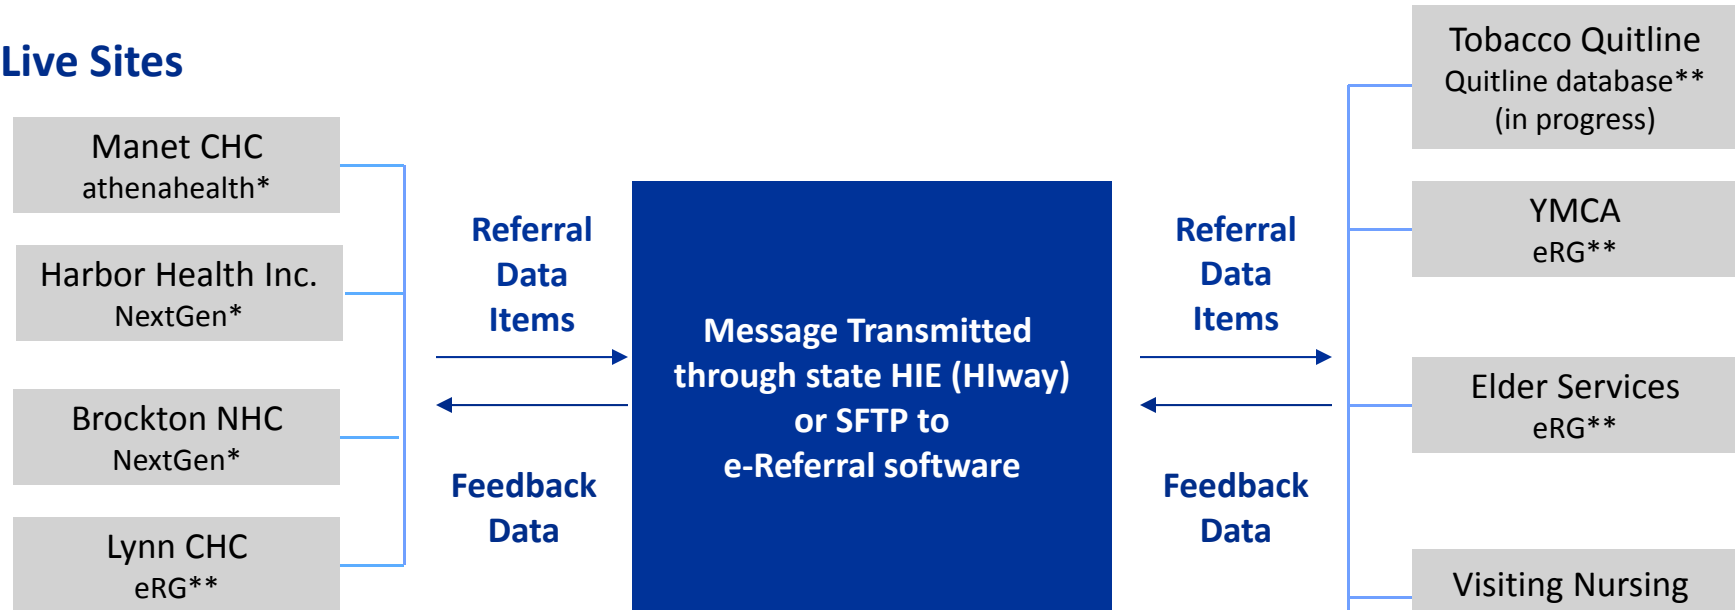 Live Sites
Manet CHC
athenahealth*
Harbor Health Inc.
NextGen*
Brockton NHC
NextGen*
Lynn CHC
eRG**
Referral
Data
Items
Feedback
Data
Message Transmitted
through state HIE (HIway)
or SFTP to
e-Referral software
Referral
Data
Items
Feedback
Data
Tobacco Quitline
Quitline database**
(in progress)
YMCA
eRG**
Elder Services
eRG**
Visiting Nursing